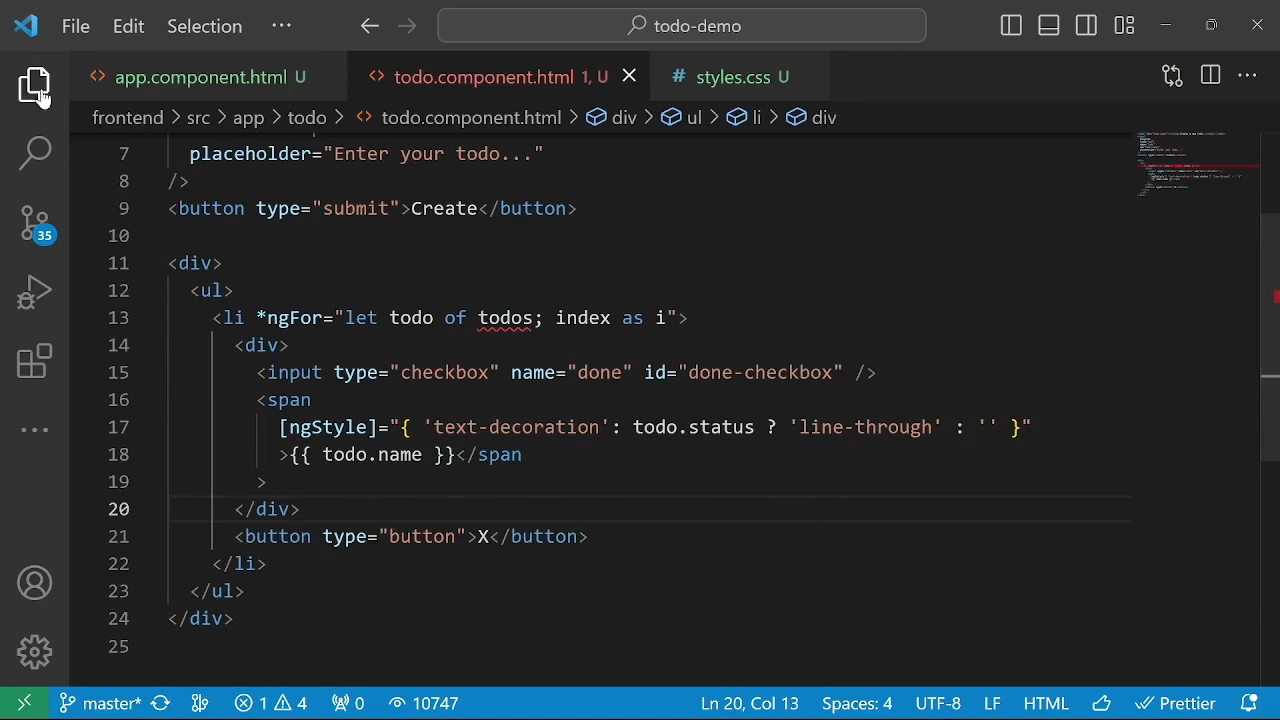 File Edit Selection ··· todo-demo
app.component.html U todo.component.html 1, U # styles.css U
frontend > src > app > todo > todo.component.html > div > ul > li > div
7 placeholder="Enter your todo..."
8 />
9 <button type="submit">Create</button>
10
11 <div>
12 <ul>
13 <li *ngFor="let todo of todos; index as i">
14 <div>
15 <input type="checkbox" name="done" id="done-checkbox" />
16 <span
17 [ngStyle]="{ 'text-decoration': todo.status ? 'line-through' : '' }"
18 >{{ todo.name }}</span
19 >
20 </div>
21 <button type="button">X</button>
22 </li>
23 </ul>
24 </div>
25
35
master* 1 4 0 10747 Ln 20, Col 13 Spaces: 4 UTF-8 LF HTML Prettier